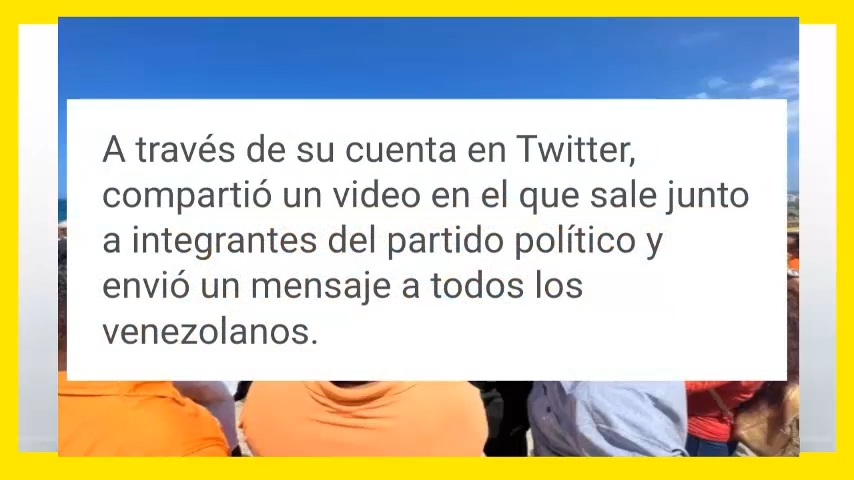 A través de su cuenta en Twitter,
compartió un video en el que sale junto
a integrantes del partido político y
envió un mensaje a todos los
venezolanos.